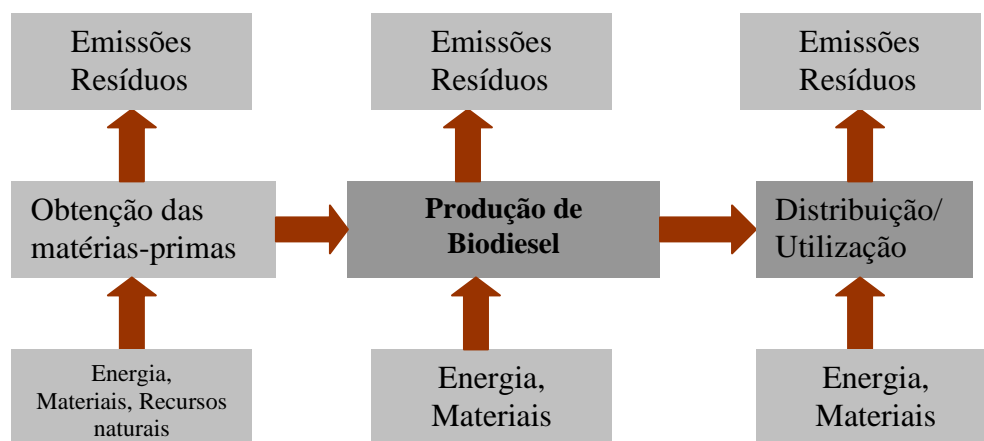 Emissões
Resíduos
Emissões
Resíduos
Emissões
Resíduos
Obtenção das
matérias-primas
Produção de
Biodiesel
Distribuição/
Utilização
Energia,
Materiais, Recursos
naturais
Energia,
Materiais
Energia,
Materiais